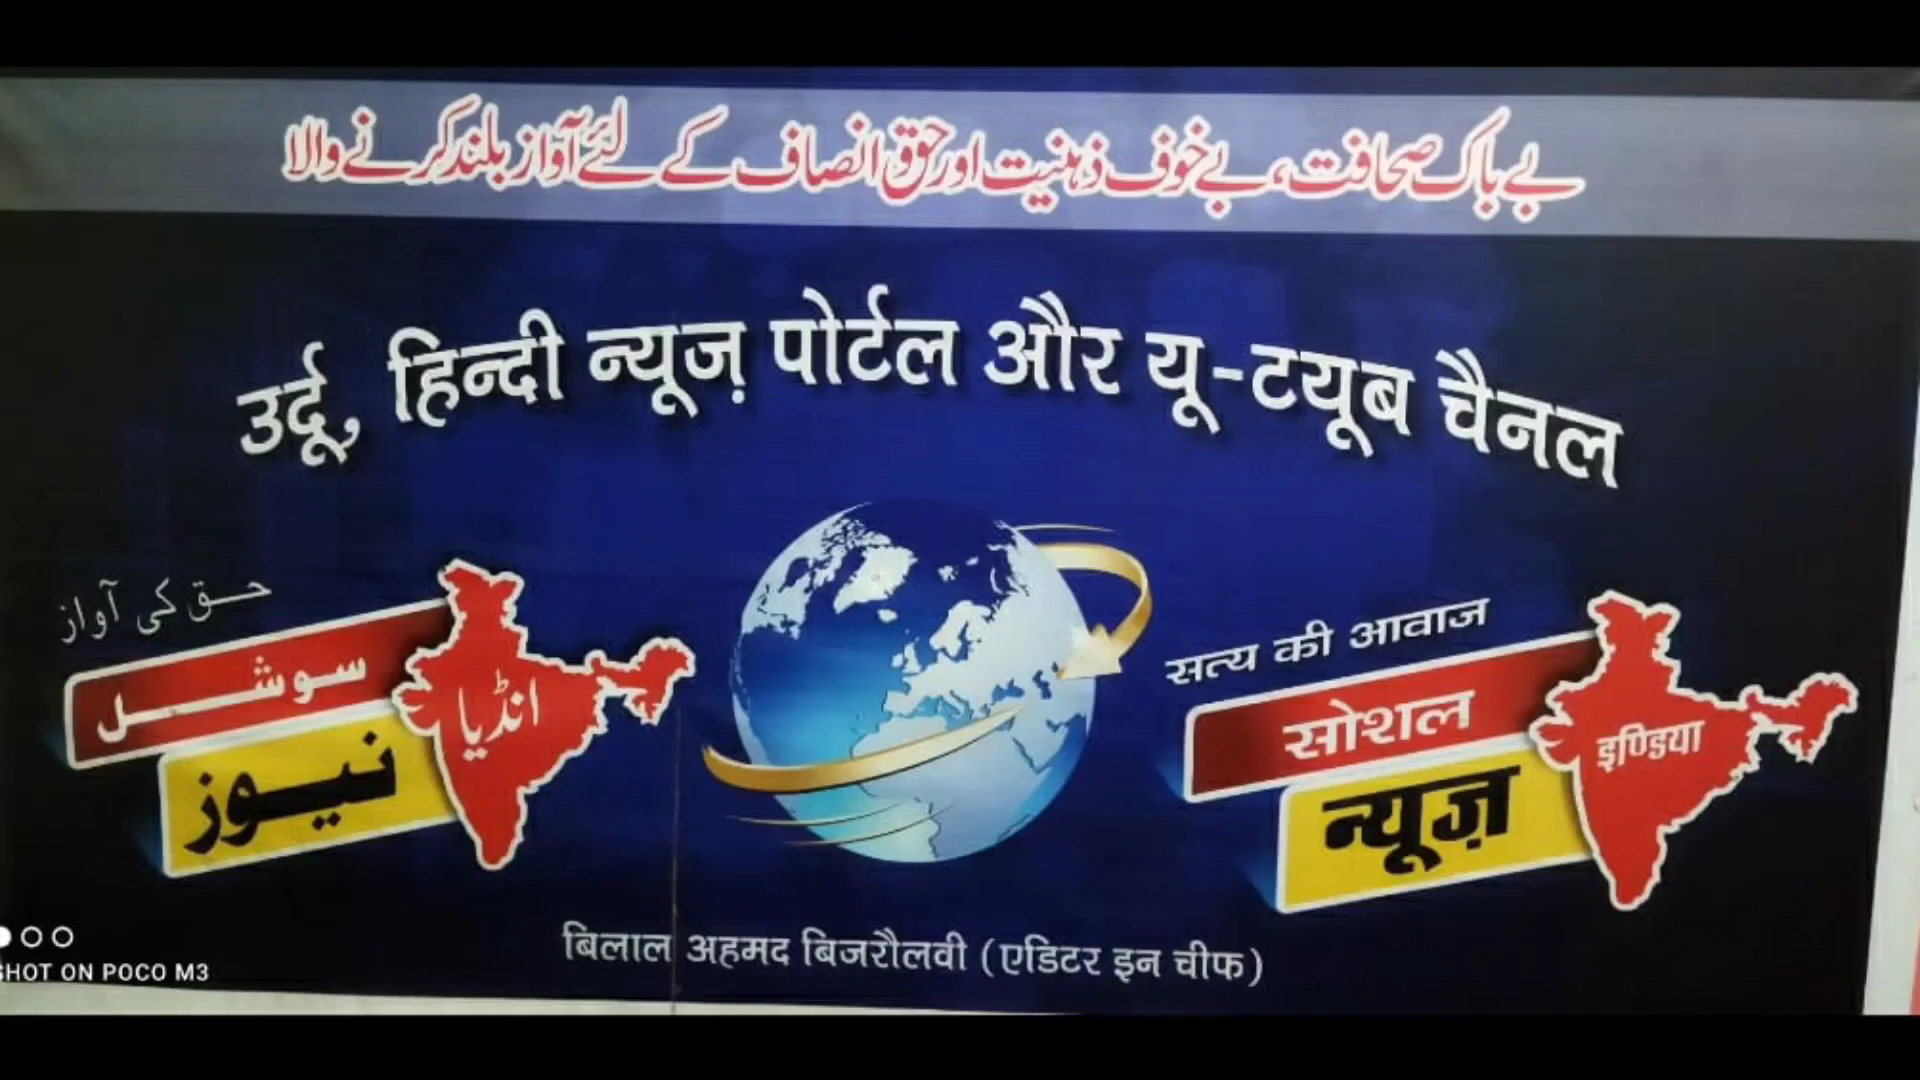 بے باک صحافت، بے خوف ذہنیت اور حق و انصاف کے لئے آواز بلند کرنے والا
उर्दू, हिन्दी न्यूज़ पोर्टल और यू-टयूब चैनल
حق کی آواز
سوشل
انڈیا
نیوز
सत्य की आवाज
सोशल
इण्डिया
न्यूज़
बिलाल अहमद बिजरौलवी (एडिटर इन चीफ)
SHOT ON POCO M3